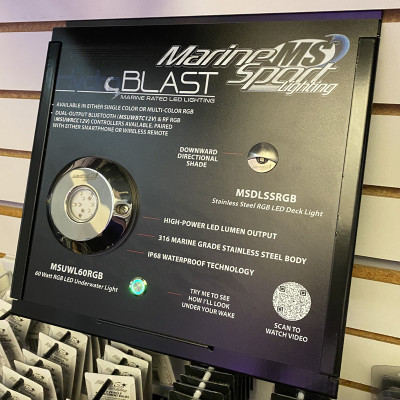 Marine MS
Sport
Lighting
BLAST
MARINE RATED LED LIGHTING
• AVAILABLE IN EITHER SINGLE COLOR OR MULTI-COLOR RGB
• DUAL-OUTPUT BLUETOOTH (MSUWBTC12V) & RF RGB
(MSUWRCC12V) CONTROLLERS AVAILABLE. PAIRED
WITH EITHER SMARTPHONE OR WIRELESS REMOTE
DOWNWARD
DIRECTIONAL
SHADE
MSDLSSRGB
Stainless Steel RGB LED Deck Light
HIGH-POWER LED LUMEN OUTPUT
316 MARINE GRADE STAINLESS STEEL BODY
IP68 WATERPROOF TECHNOLOGY
MSUWL60RGB
60 Watt RGB LED Underwater Light
TRY ME TO SEE
HOW I'LL LOOK
UNDER YOUR WAKE
SCAN TO
WATCH VIDEO